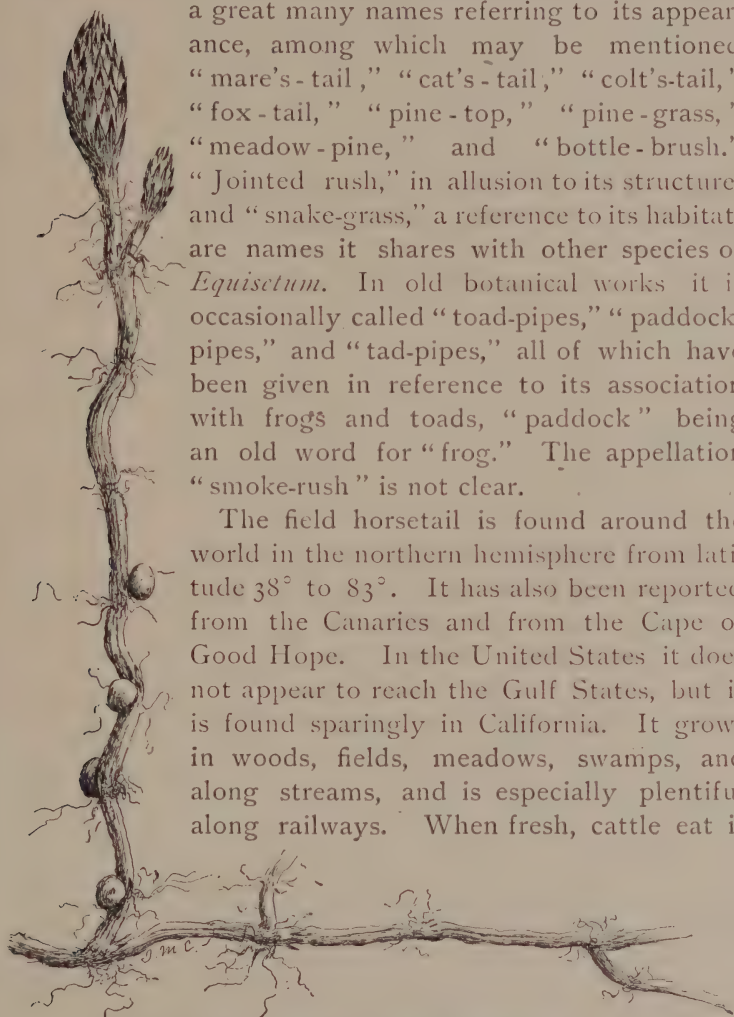 a great many names referring to its appear
ance, among which may be mentioned
“mare's-tail,” “cat's-tail,” “colt's-tail,”
“fox-tail,” “pine-top,” “pine-grass,”
“meadow-pine,” and “bottle-brush.”
“Jointed rush,” in allusion to its structure
and “snake-grass,” a reference to its habitat
are names it shares with other species o
Equisetum. In old botanical works it i
occasionally called “toad-pipes,” “paddock
pipes,” and “tad-pipes,” all of which have
been given in reference to its association
with frogs and toads, “paddock” being
an old word for “frog.” The appellation
“smoke-rush” is not clear.
The field horsetail is found around the
world in the northern hemisphere from lati
tude 38° to 83°. It has also been reported
from the Canaries and from the Cape o
Good Hope. In the United States it doe
not appear to reach the Gulf States, but i
is found sparingly in California. It grow
in woods, fields, meadows, swamps, and
along streams, and is especially plentifu
along railways. When fresh, cattle eat i
J. M C.